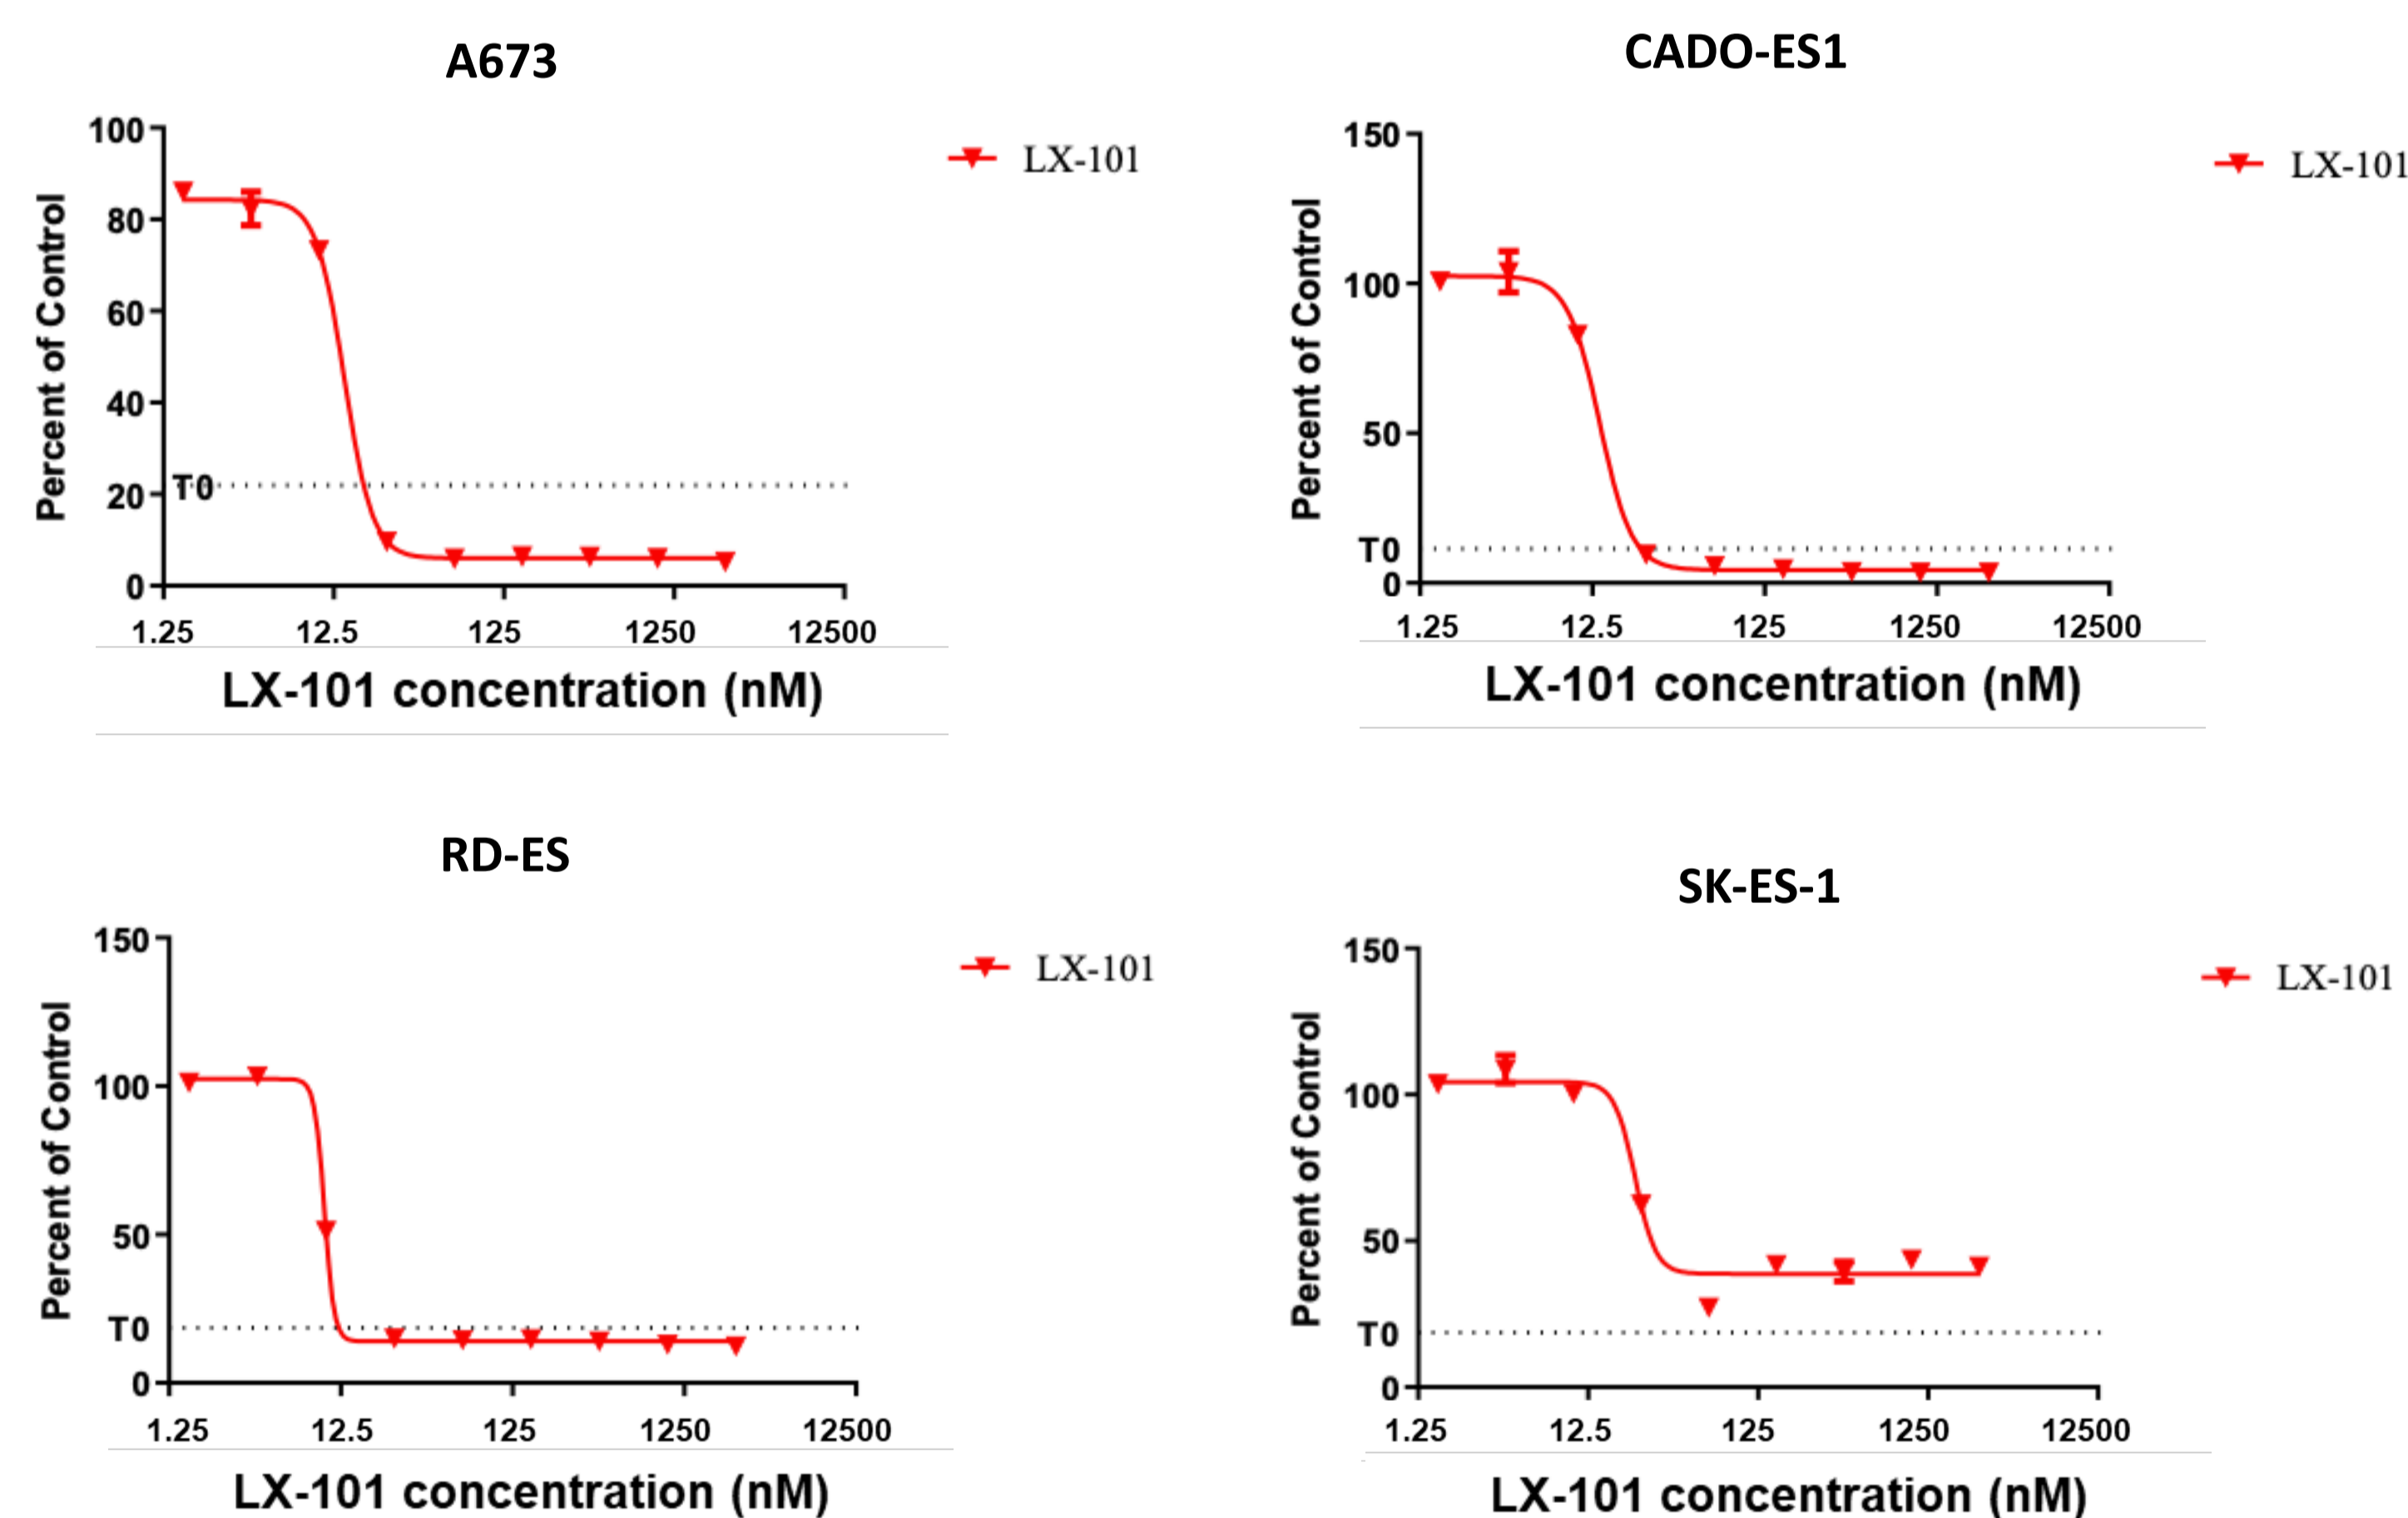 A673
100
80
60
40
20
0
T0
Percent of Control
LX-101
1.25 12.5 125 1250 12500
LX-101 concentration (nM)
CADO-ES1
150
100
50
T0
0
Percent of Control
LX-101
1.25 12.5 125 1250 12500
LX-101 concentration (nM)
RD-ES
150
100
50
T0
0
Percent of Control
LX-101
1.25 12.5 125 1250 12500
LX-101 concentration (nM)
SK-ES-1
150
100
50
T0
0
Percent of Control
LX-101
1.25 12.5 125 1250 12500
LX-101 concentration (nM)